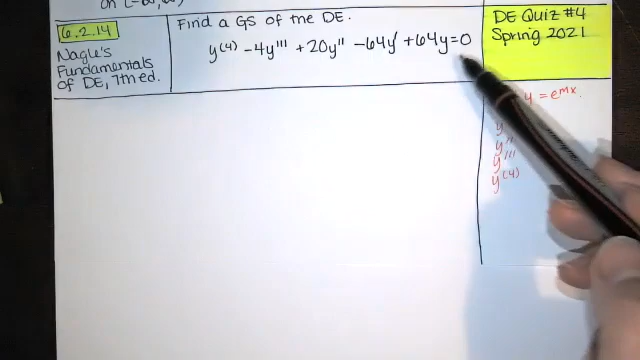 on (-∞,∞)
6.2.14
Nagle's
Fundamentals
of DE, 7th ed.
Find a GS of the DE.
y⁽⁴⁾ - 4y''' + 20y'' - 64y' + 64y = 0
DE Quiz #4
Spring 2021
y = e^mx.
y
y''
y'''
y⁽⁴⁾